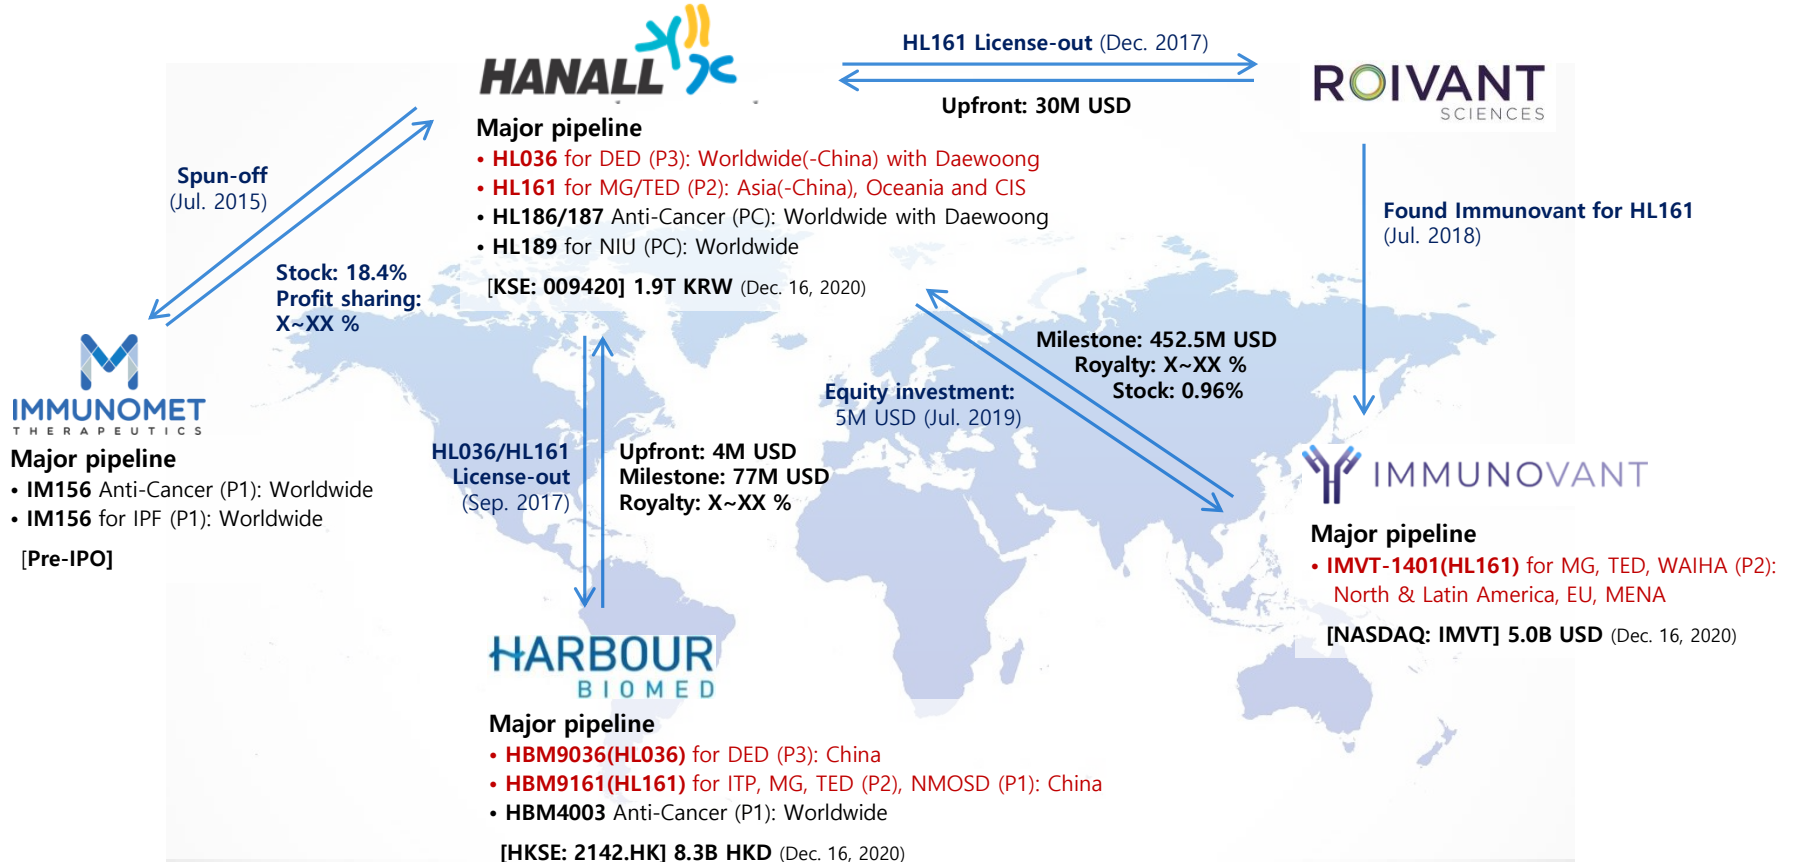 HANALL
HL161 License-out (Dec. 2017)
Upfront: 30M USD
ROIVANT
SCIENCES
Major pipeline
• HL036 for DED (P3): Worldwide(-China) with Daewoong
• HL161 for MG/TED (P2): Asia(-China), Oceania and CIS
• HL186/187 Anti-Cancer (PC): Worldwide with Daewoong
• HL189 for NIU (PC): Worldwide
[KSE: 009420] 1.9T KRW (Dec. 16, 2020)
Spun-off
(Jul. 2015)
Stock: 18.4%
Profit sharing:
X~XX %
Found Immunovant for HL161
(Jul. 2018)
Milestone: 452.5M USD
Royalty: X~XX %
Stock: 0.96%
Equity investment:
5M USD (Jul. 2019)
IMMUNOMET
THERAPEUTICS
Major pipeline
• IM156 Anti-Cancer (P1): Worldwide
• IM156 for IPF (P1): Worldwide
[Pre-IPO]
HL036/HL161
License-out
(Sep. 2017)
Upfront: 4M USD
Milestone: 77M USD
Royalty: X~XX %
IMMUNOVANT
Major pipeline
• IMVT-1401(HL161) for MG, TED, WAIHA (P2):
North & Latin America, EU, MENA
[NASDAQ: IMVT] 5.0B USD (Dec. 16, 2020)
HARBOUR
BIOMED
Major pipeline
• HBM9036(HL036) for DED (P3): China
• HBM9161(HL161) for ITP, MG, TED (P2), NMOSD (P1): China
• HBM4003 Anti-Cancer (P1): Worldwide
[HKSE: 2142.HK] 8.3B HKD (Dec. 16, 2020)